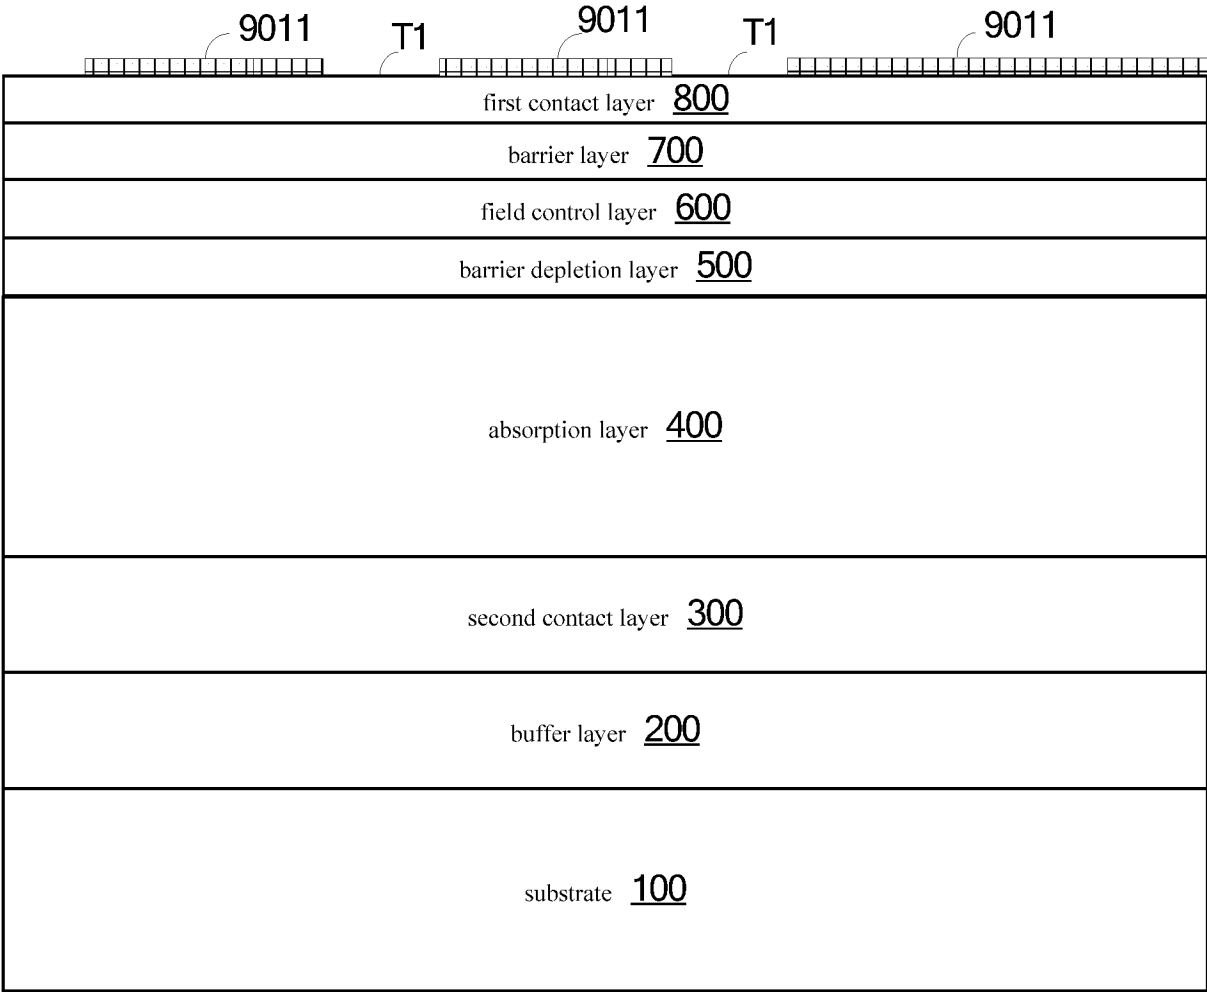 9011 T1 9011 T1 9011
first contact layer 800
barrier layer 700
field control layer 600
barrier depletion layer 500
absorption layer 400
second contact layer 300
buffer layer 200
substrate 100